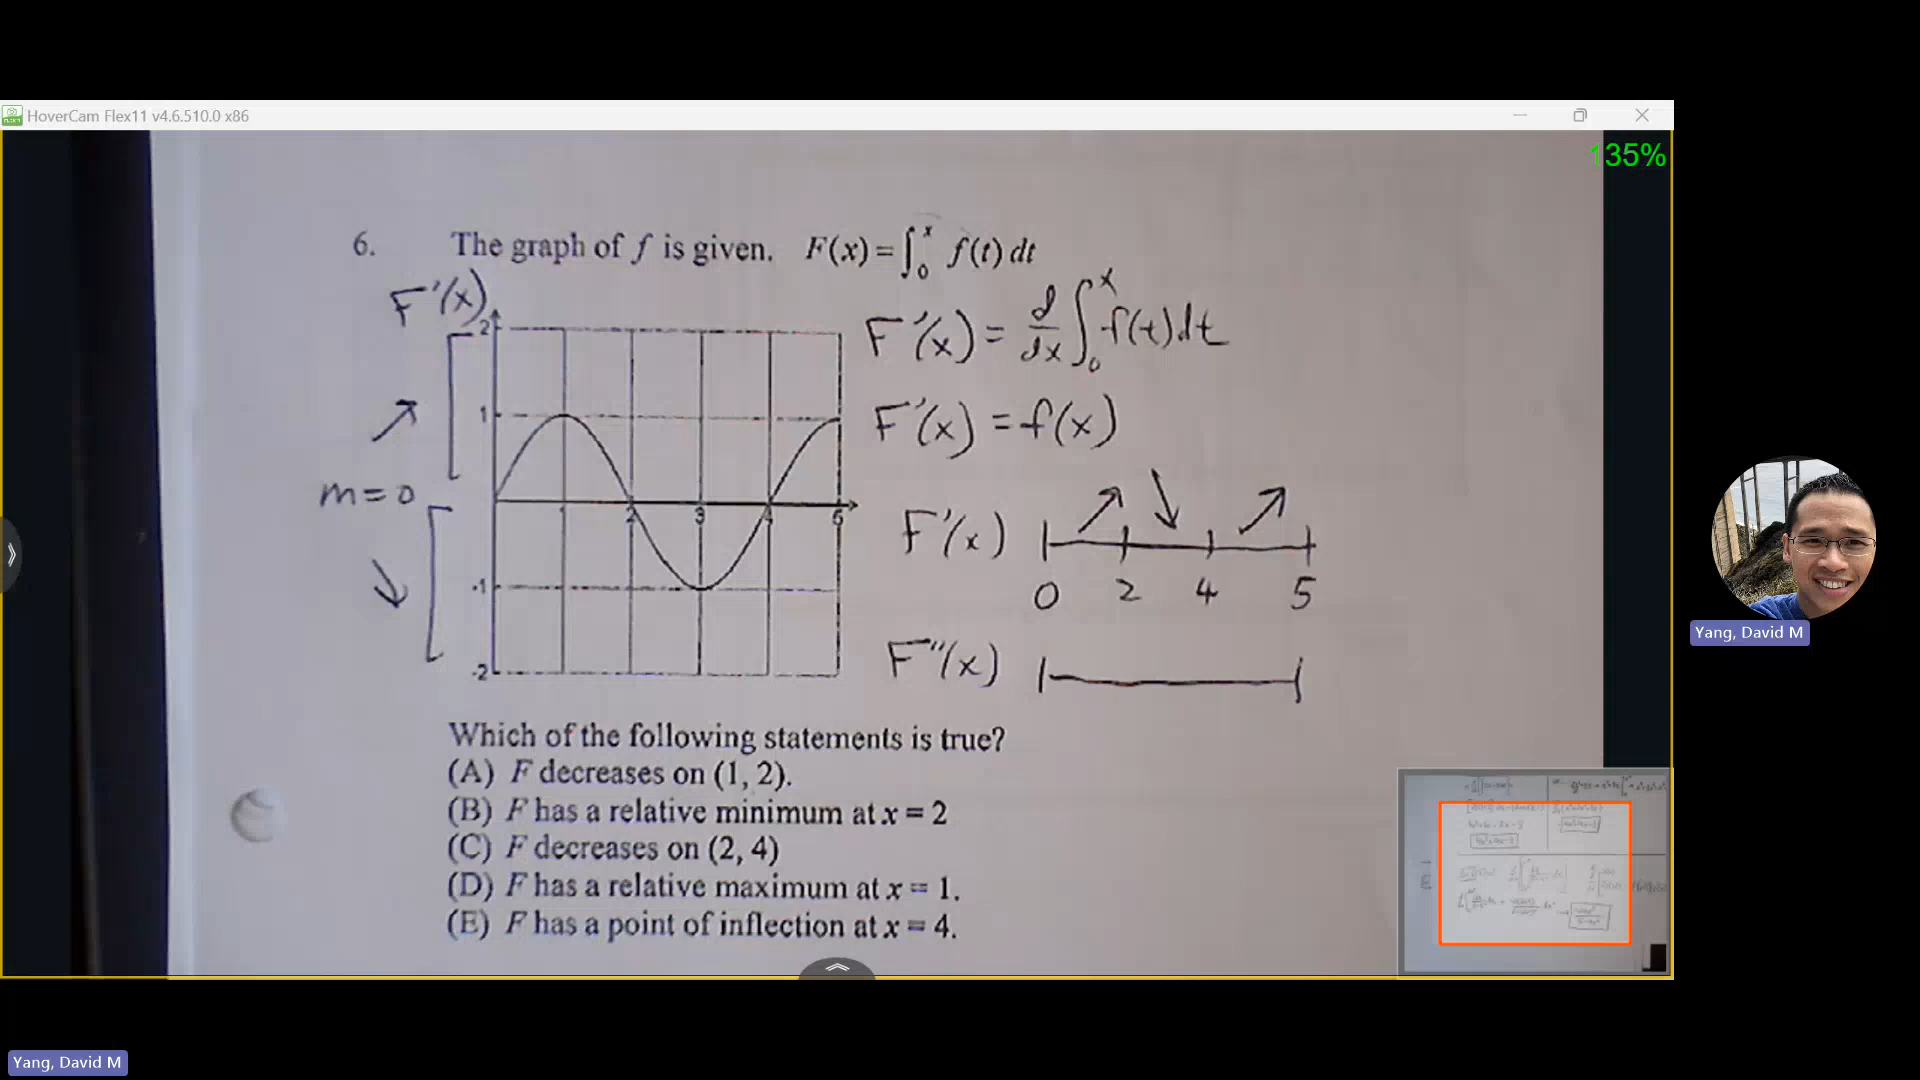 HoverCam Flex11 v4.6.510.0 x86
135%
6. The graph of f is given. F(x) = ∫₀ˣ f(t) dt
F'(x)
F'(x) = d/dx ∫₀ˣ f(t)dt
F'(x) = f(x)
2
1
m = 0
2 3 4 5
-1
-2
F'(x)
0 2 4 5
F''(x)
Which of the following statements is true?
(A) F decreases on (1, 2).
(B) F has a relative minimum at x = 2
(C) F decreases on (2, 4)
(D) F has a relative maximum at x = 1.
(E) F has a point of inflection at x = 4.
Yang, David M
Yang, David M